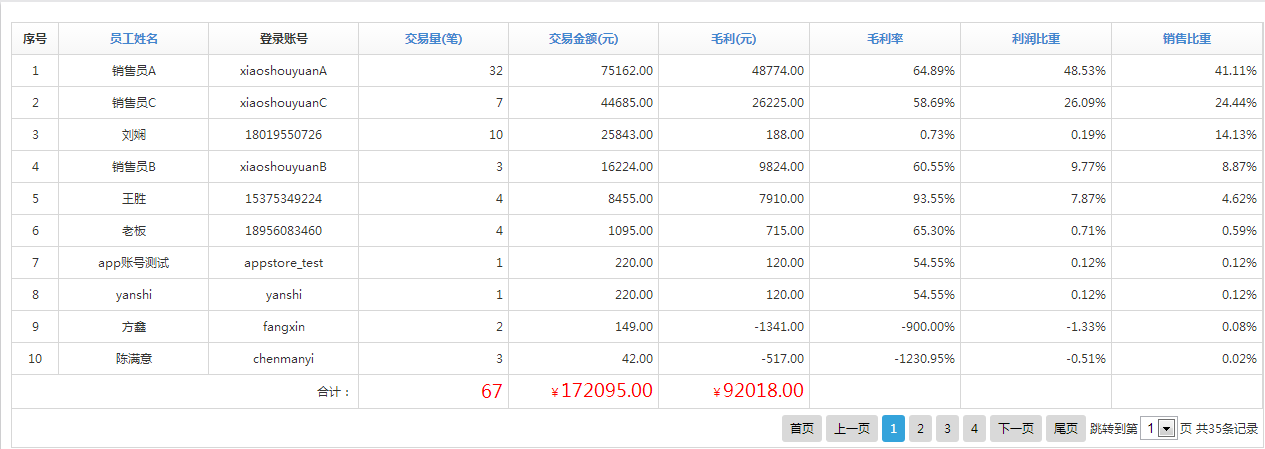 序号 员工姓名 登录账号 交易量(笔) 交易金额(元) 毛利(元) 毛利率 利润比重 销售比重
1 销售员A xiaoshouyuanA 32 75162.00 48774.00 64.89% 48.53% 41.11%
2 销售员C xiaoshouyuanC 7 44685.00 26225.00 58.69% 26.09% 24.44%
3 刘娴 18019550726 10 25843.00 188.00 0.73% 0.19% 14.13%
4 销售员B xiaoshouyuanB 3 16224.00 9824.00 60.55% 9.77% 8.87%
5 王胜 15375349224 4 8455.00 7910.00 93.55% 7.87% 4.62%
6 老板 18956083460 4 1095.00 715.00 65.30% 0.71% 0.59%
7 app账号测试 appstore_test 1 220.00 120.00 54.55% 0.12% 0.12%
8 yanshi yanshi 1 220.00 120.00 54.55% 0.12% 0.12%
9 方鑫 fangxin 2 149.00 -1341.00 -900.00% -1.33% 0.08%
10 陈满意 chenmanyi 3 42.00 -517.00 -1230.95% -0.51% 0.02%
合计： 67 ¥172095.00 ¥92018.00
首页 上一页 1 2 3 4 下一页 尾页 跳转到第 1 页 共35条记录